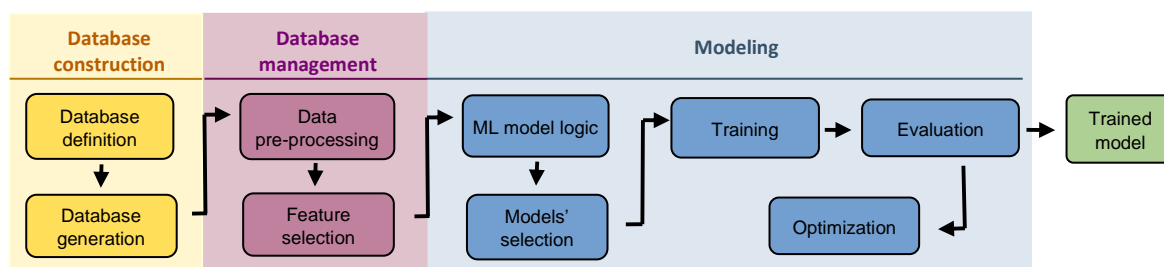 Database
construction
Database
management
Modeling
Database
definition
Database
generation
Data
pre-processing
Feature
selection
ML model logic
Models'
selection
Training
Evaluation
Optimization
Trained
model